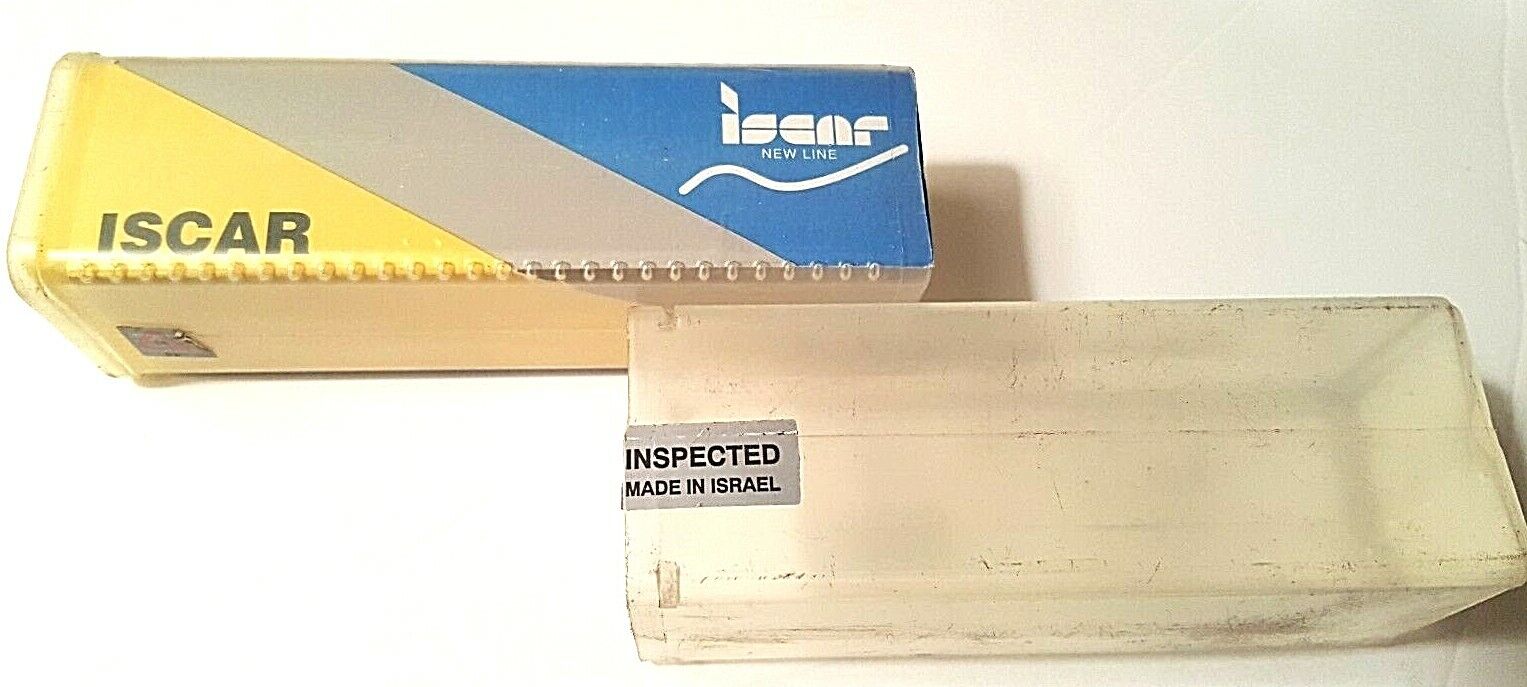 iscar
NEW LINE
ISCAR
INSPECTED
MADE IN ISRAEL